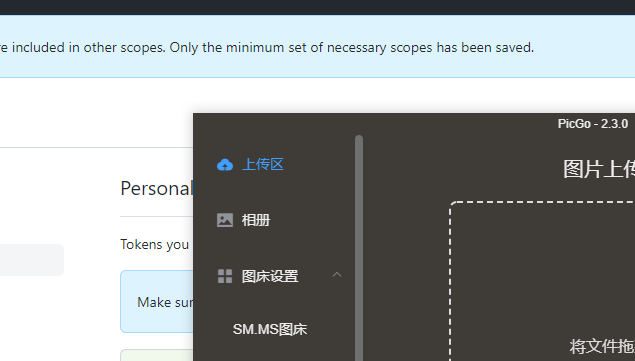 included in other scopes. Only the minimum set of necessary scopes has been saved.
PicGo - 2.3.0
上传区
图片上传
相册
图床设置
SM.MS图床
将文件拖
Personal
Tokens you
Make sur